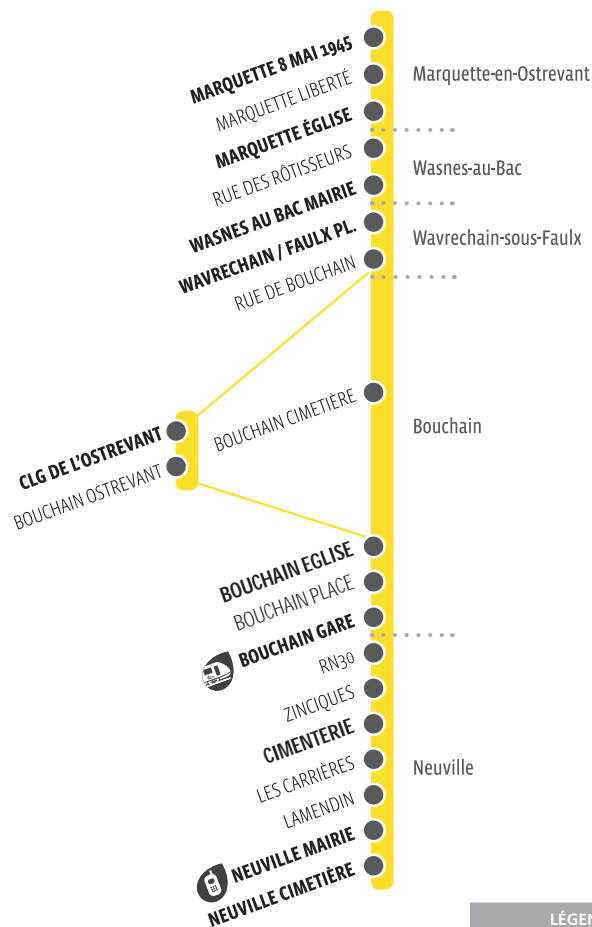 MARQUETTE 8 MAI 1945
MARQUETTE LIBERTÉ
Marquette-en-Ostrevant
MARQUETTE ÉGLISE
RUE DES RÔTISSEURS
Wasnes-au-Bac
WASNES AU BAC MAIRIE
WAVRECHAIN / FAULX PL.
Wavrechain-sous-Faulx
RUE DE BOUCHAIN
BOUCHAIN CIMETIÈRE
Bouchain
CLG DE L'OSTREVANT
BOUCHAIN OSTREVANT
BOUCHAIN EGLISE
BOUCHAIN PLACE
BOUCHAIN GARE
RN30
ZINCIQUES
CIMENTERIE
Neuville
LES CARRIÈRES
LAMENDIN
NEUVILLE MAIRIE
NEUVILLE CIMETIÈRE